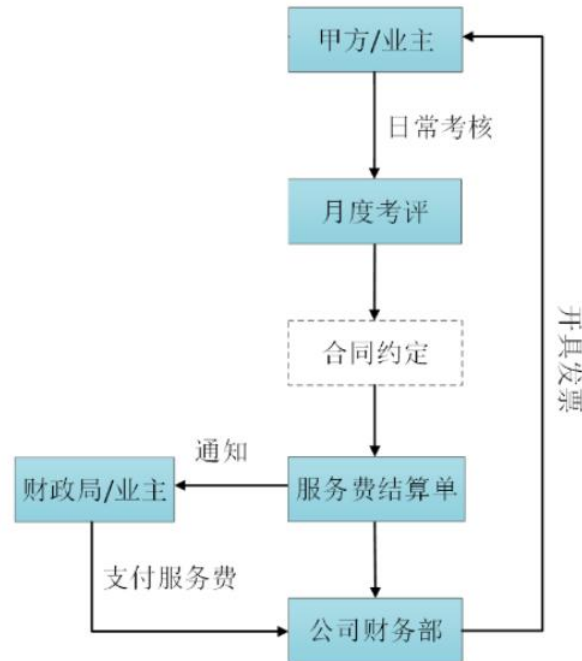 甲方/业主
日常考核
月度考评
合同约定
开具发票
通知
财政局/业主
服务费结算单
支付服务费
公司财务部